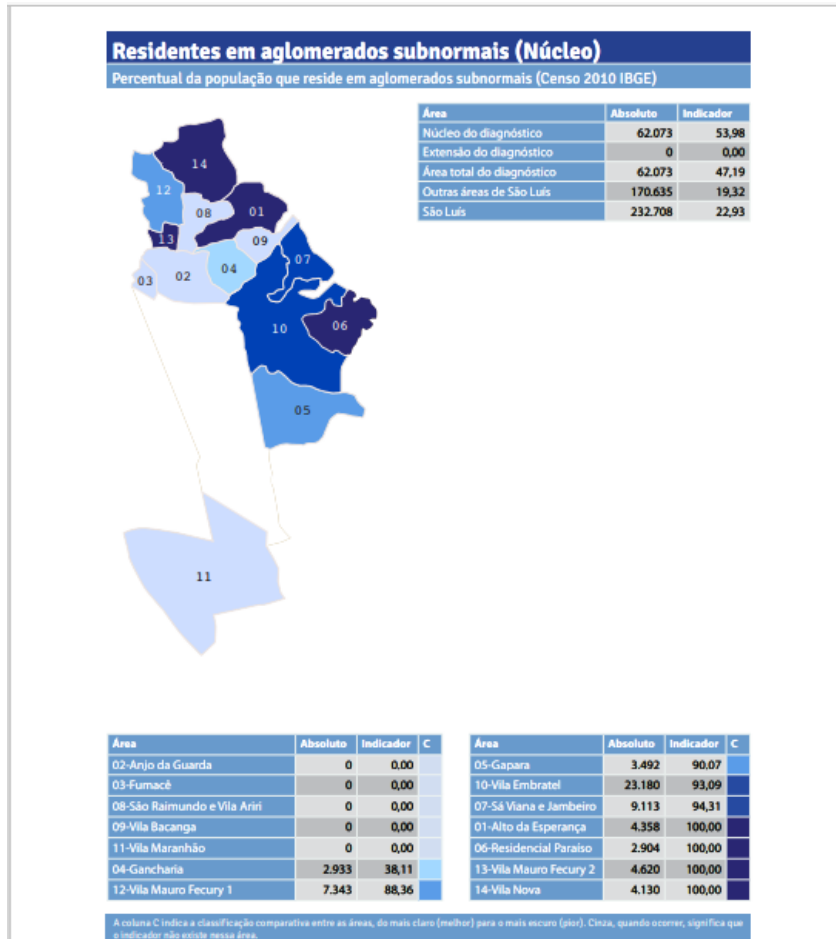 Residentes em aglomerados subnormais (Núcleo)
Percentual da população que reside em aglomerados subnormais (Censo 2010 IBGE)
Área Absoluto Indicador
Núcleo do diagnóstico 62.073 53,98
Extensão do diagnóstico 0 0,00
Área total do diagnóstico 62.073 47,19
Outras áreas de São Luís 170.635 19,32
São Luís 232.708 22,93
14
12
08
01
13
09
03
02
04
07
10
06
05
11
Área Absoluto Indicador C
02-Anjo da Guarda 0 0,00
03-Fumacê 0 0,00
08-São Raimundo e Vila Ariri 0 0,00
09-Vila Bacanga 0 0,00
11-Vila Maranhão 0 0,00
04-Gancharia 2.933 38,11
12-Vila Mauro Fecury 1 7.343 88,36
Área Absoluto Indicador C
05-Gapara 3.492 90,07
10-Vila Embratel 23.180 93,09
07-Sá Viana e Jambeiro 9.113 94,31
01-Alto da Esperança 4.358 100,00
06-Residencial Paraíso 2.904 100,00
13-Vila Mauro Fecury 2 4.620 100,00
14-Vila Nova 4.130 100,00
A coluna C indica a classificação comparativa entre as áreas, do mais claro (melhor) para o mais escuro (pior). Cinza, quando ocorrer, significa que
o indicador não existe nessa área.